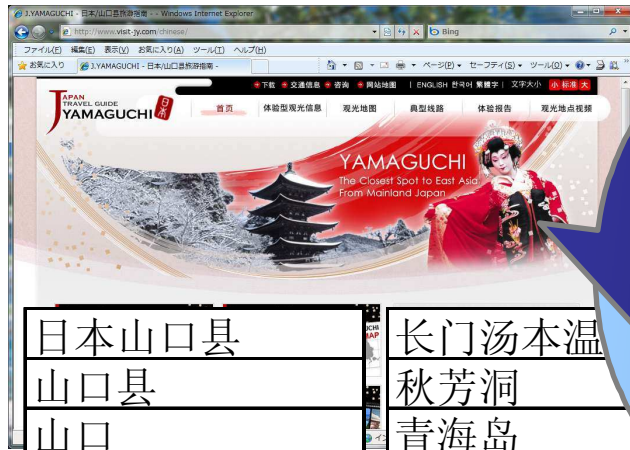 J.YAMAGUCHI - 日本/山口县旅游指南 - - Windows Internet Explorer
http://www.visit-jy.com/chinese/
Bing
ファイル(F) 編集(E) 表示(V) お気に入り(A) ツール(T) ヘルプ(H)
お気に入り J.YAMAGUCHI - 日本/山口县旅游指南 - ページ(P) セーフティ(S) ツール(O)
下载 交通信息 咨询 网站地图 | ENGLISH 한국어 繁體字 | 文字大小 小 标准 大
JAPAN
TRAVEL GUIDE
YAMAGUCHI 日本
首页 体验型观光信息 观光地图 典型线路 体验报告 观光地点视频
YAMAGUCHI
The Closest Spot to East Asia
From Mainland Japan
日本山口县 长门汤本温
山口县 秋芳洞
山口 青海岛